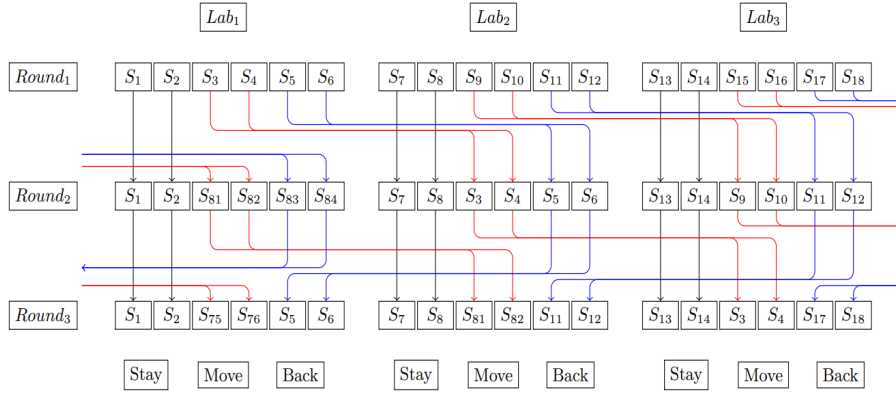 Lab₁ Lab₂ Lab₃
Round₁ S₁ S₂ S₃ S₄ S₅ S₆ S₇ S₈ S₉ S₁₀ S₁₁ S₁₂ S₁₃ S₁₄ S₁₅ S₁₆ S₁₇ S₁₈
Round₂ S₁ S₂ S₈₁ S₈₂ S₈₃ S₈₄ S₇ S₈ S₃ S₄ S₅ S₆ S₁₃ S₁₄ S₉ S₁₀ S₁₁ S₁₂
Round₃ S₁ S₂ S₇₅ S₇₆ S₅ S₆ S₇ S₈ S₈₁ S₈₂ S₁₁ S₁₂ S₁₃ S₁₄ S₃ S₄ S₁₇ S₁₈
Stay Move Back Stay Move Back Stay Move Back